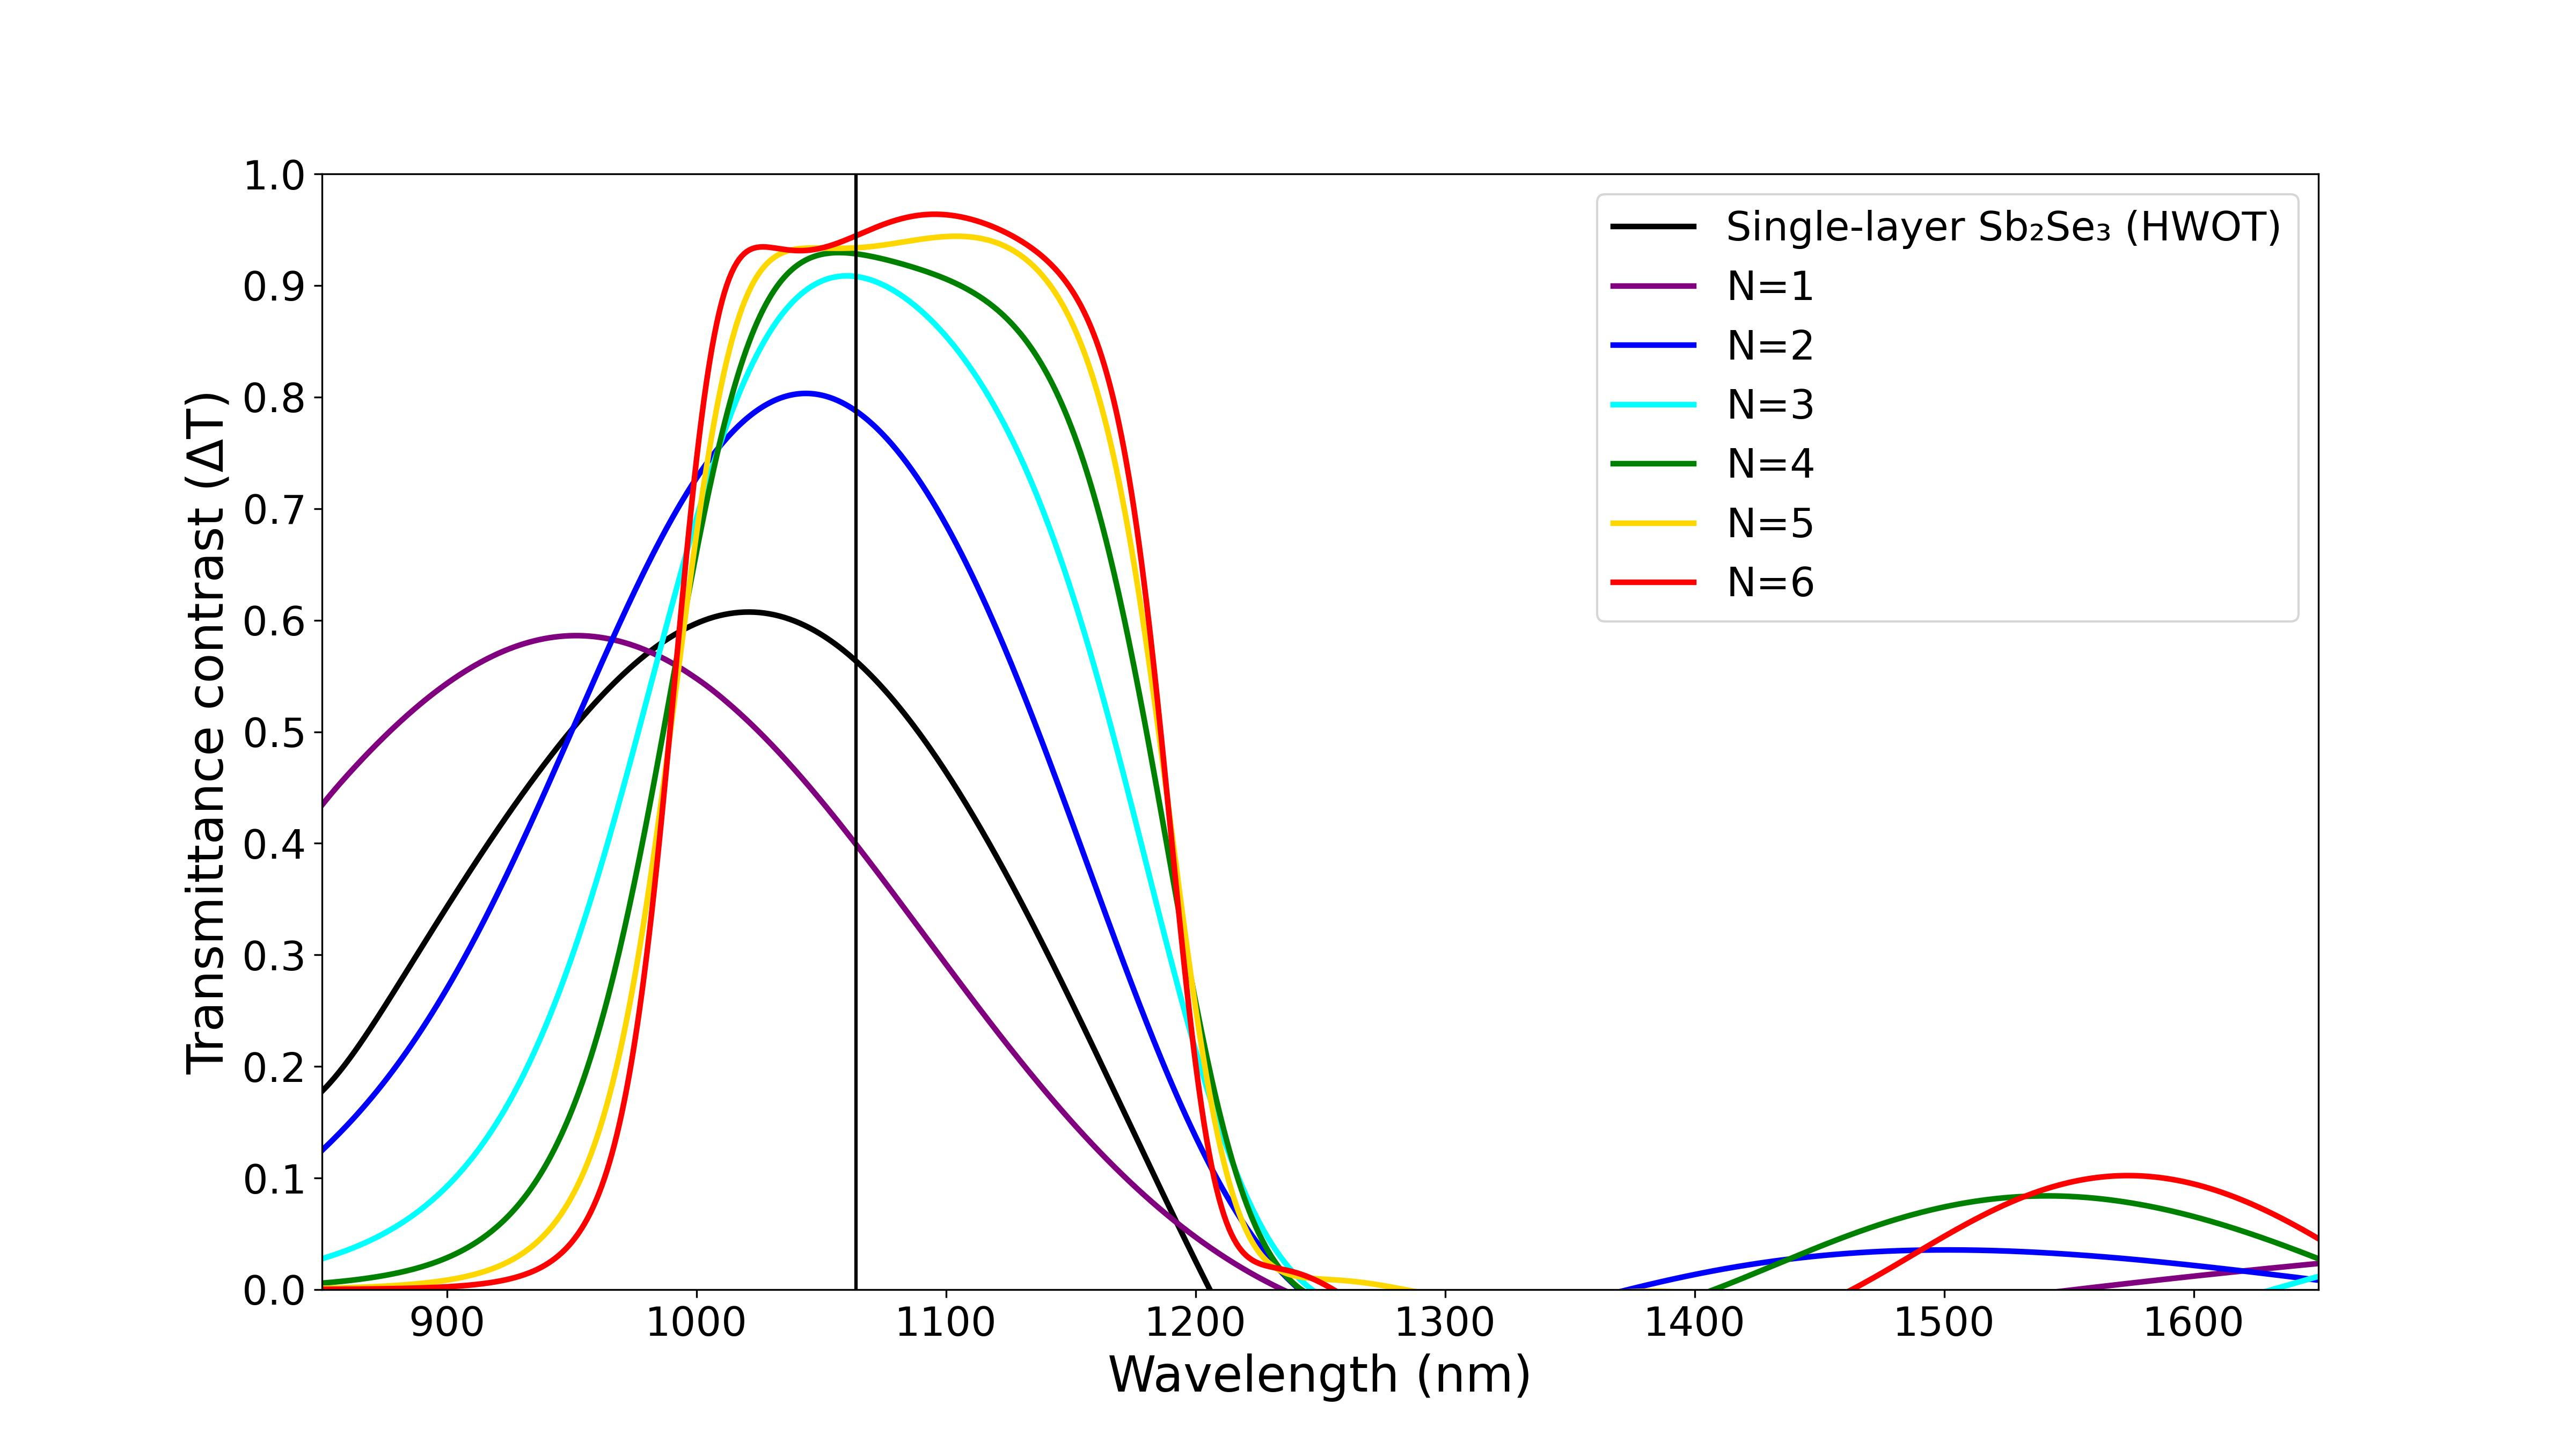 1.0
0.9
0.8
0.7
0.6
0.5
0.4
0.3
0.2
0.1
0.0
Transmittance contrast (ΔT)
Single-layer Sb₂Se₃ (HWOT)
N=1
N=2
N=3
N=4
N=5
N=6
900 1000 1100 1200 1300 1400 1500 1600
Wavelength (nm)